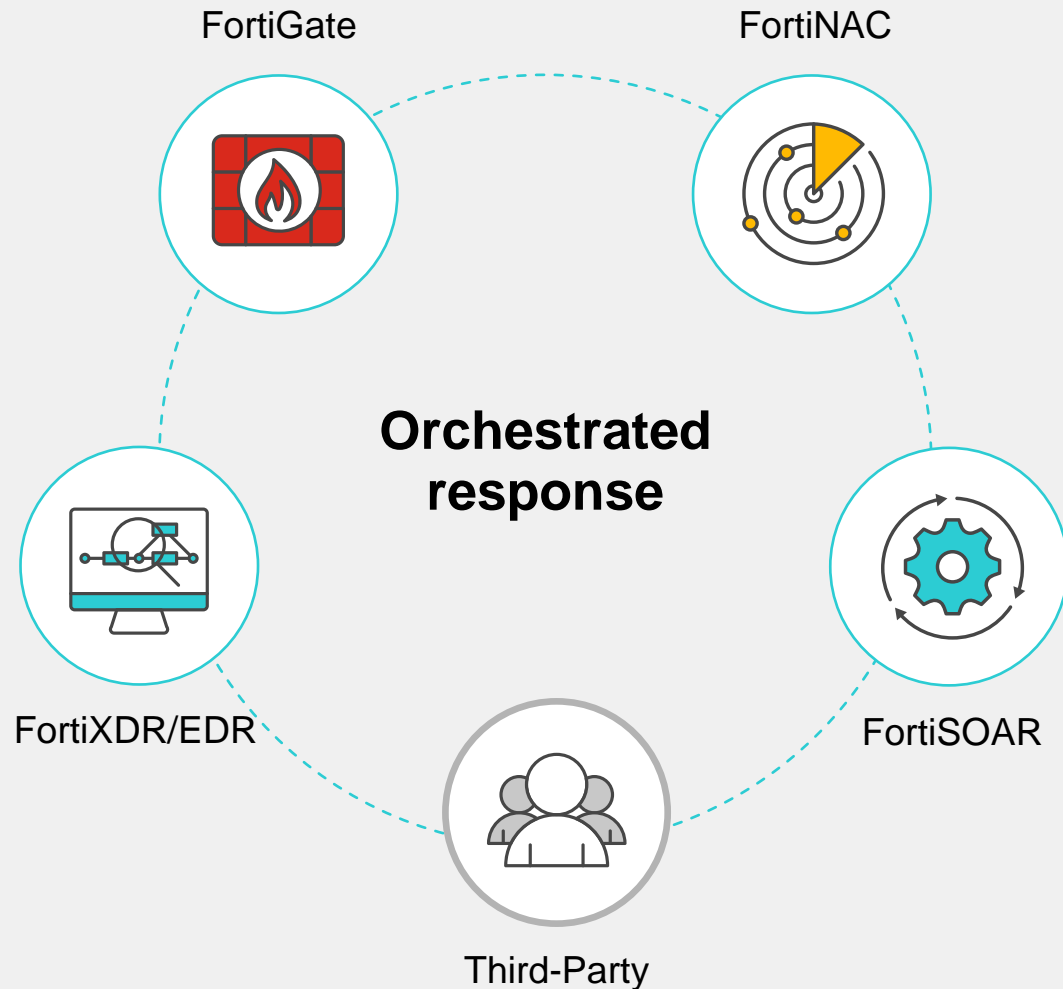 FortiGate
FortiNAC
Orchestrated
response
FortiXDR/EDR
FortiSOAR
Third-Party